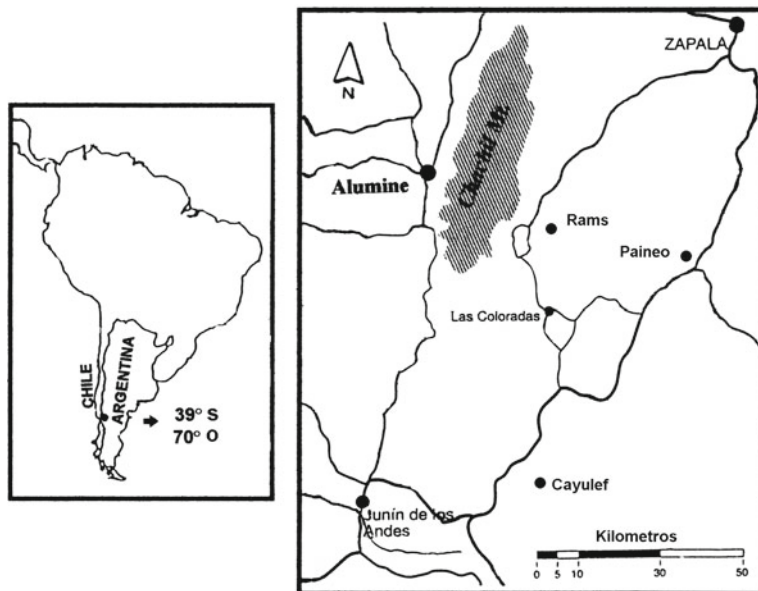 CHILE
ARGENTINA
39° S
70° O
N
ZAPALA
Chachil Mt.
Alumine
Rams
Paineo
Las Coloradas
Cayulef
Junín de los
Andes
Kilometros
0 5 10 30 50